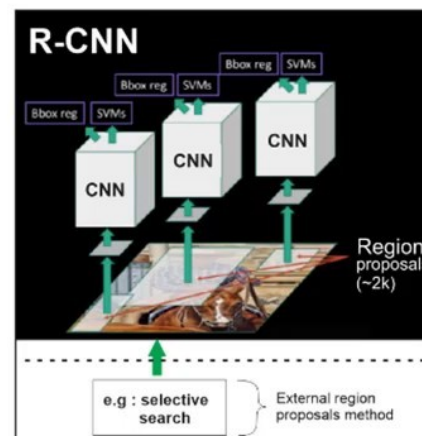 R-CNN
Bbox reg SVMs
Bbox reg SVMs
Bbox reg SVMs
CNN
CNN
CNN
Region
proposals
(~2k)
e.g : selective
search
External region
proposals method